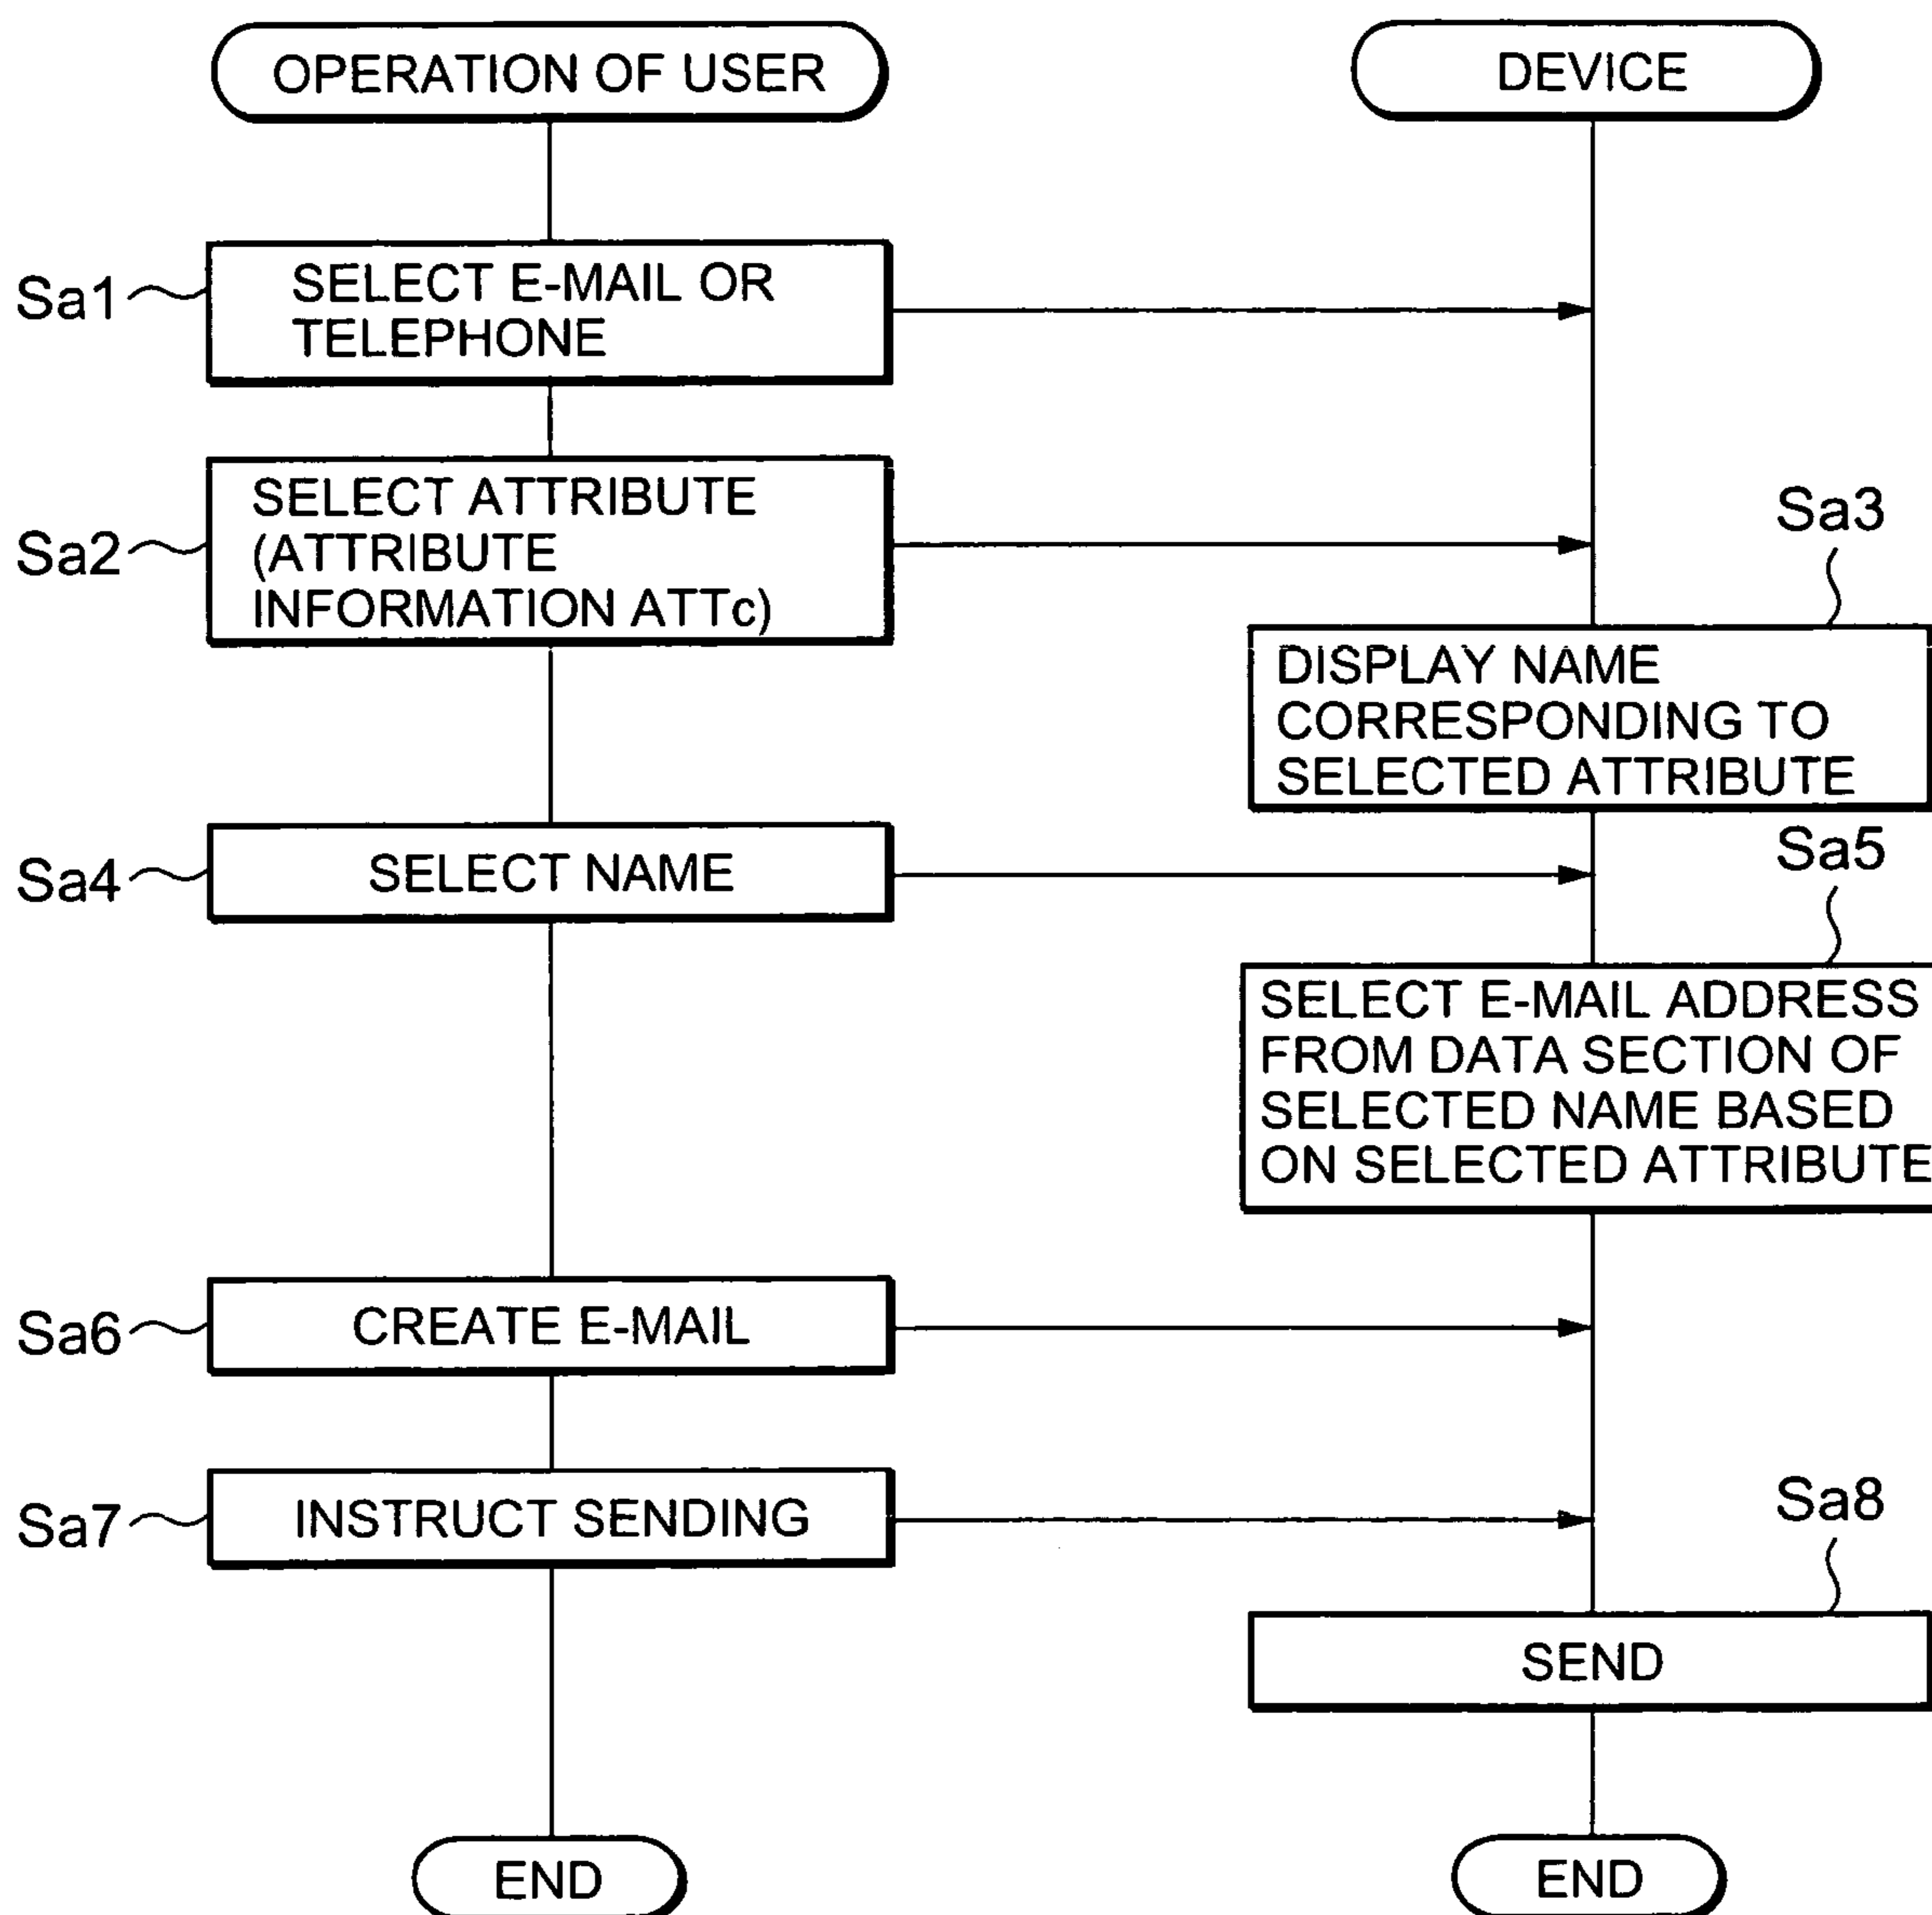 OPERATION OF USER
DEVICE
Sa1
SELECT E-MAIL OR
TELEPHONE
Sa2
SELECT ATTRIBUTE
(ATTRIBUTE
INFORMATION ATTc)
Sa3
DISPLAY NAME
CORRESPONDING TO
SELECTED ATTRIBUTE
Sa4
SELECT NAME
Sa5
SELECT E-MAIL ADDRESS
FROM DATA SECTION OF
SELECTED NAME BASED
ON SELECTED ATTRIBUTE
Sa6
CREATE E-MAIL
Sa7
INSTRUCT SENDING
Sa8
SEND
END
END